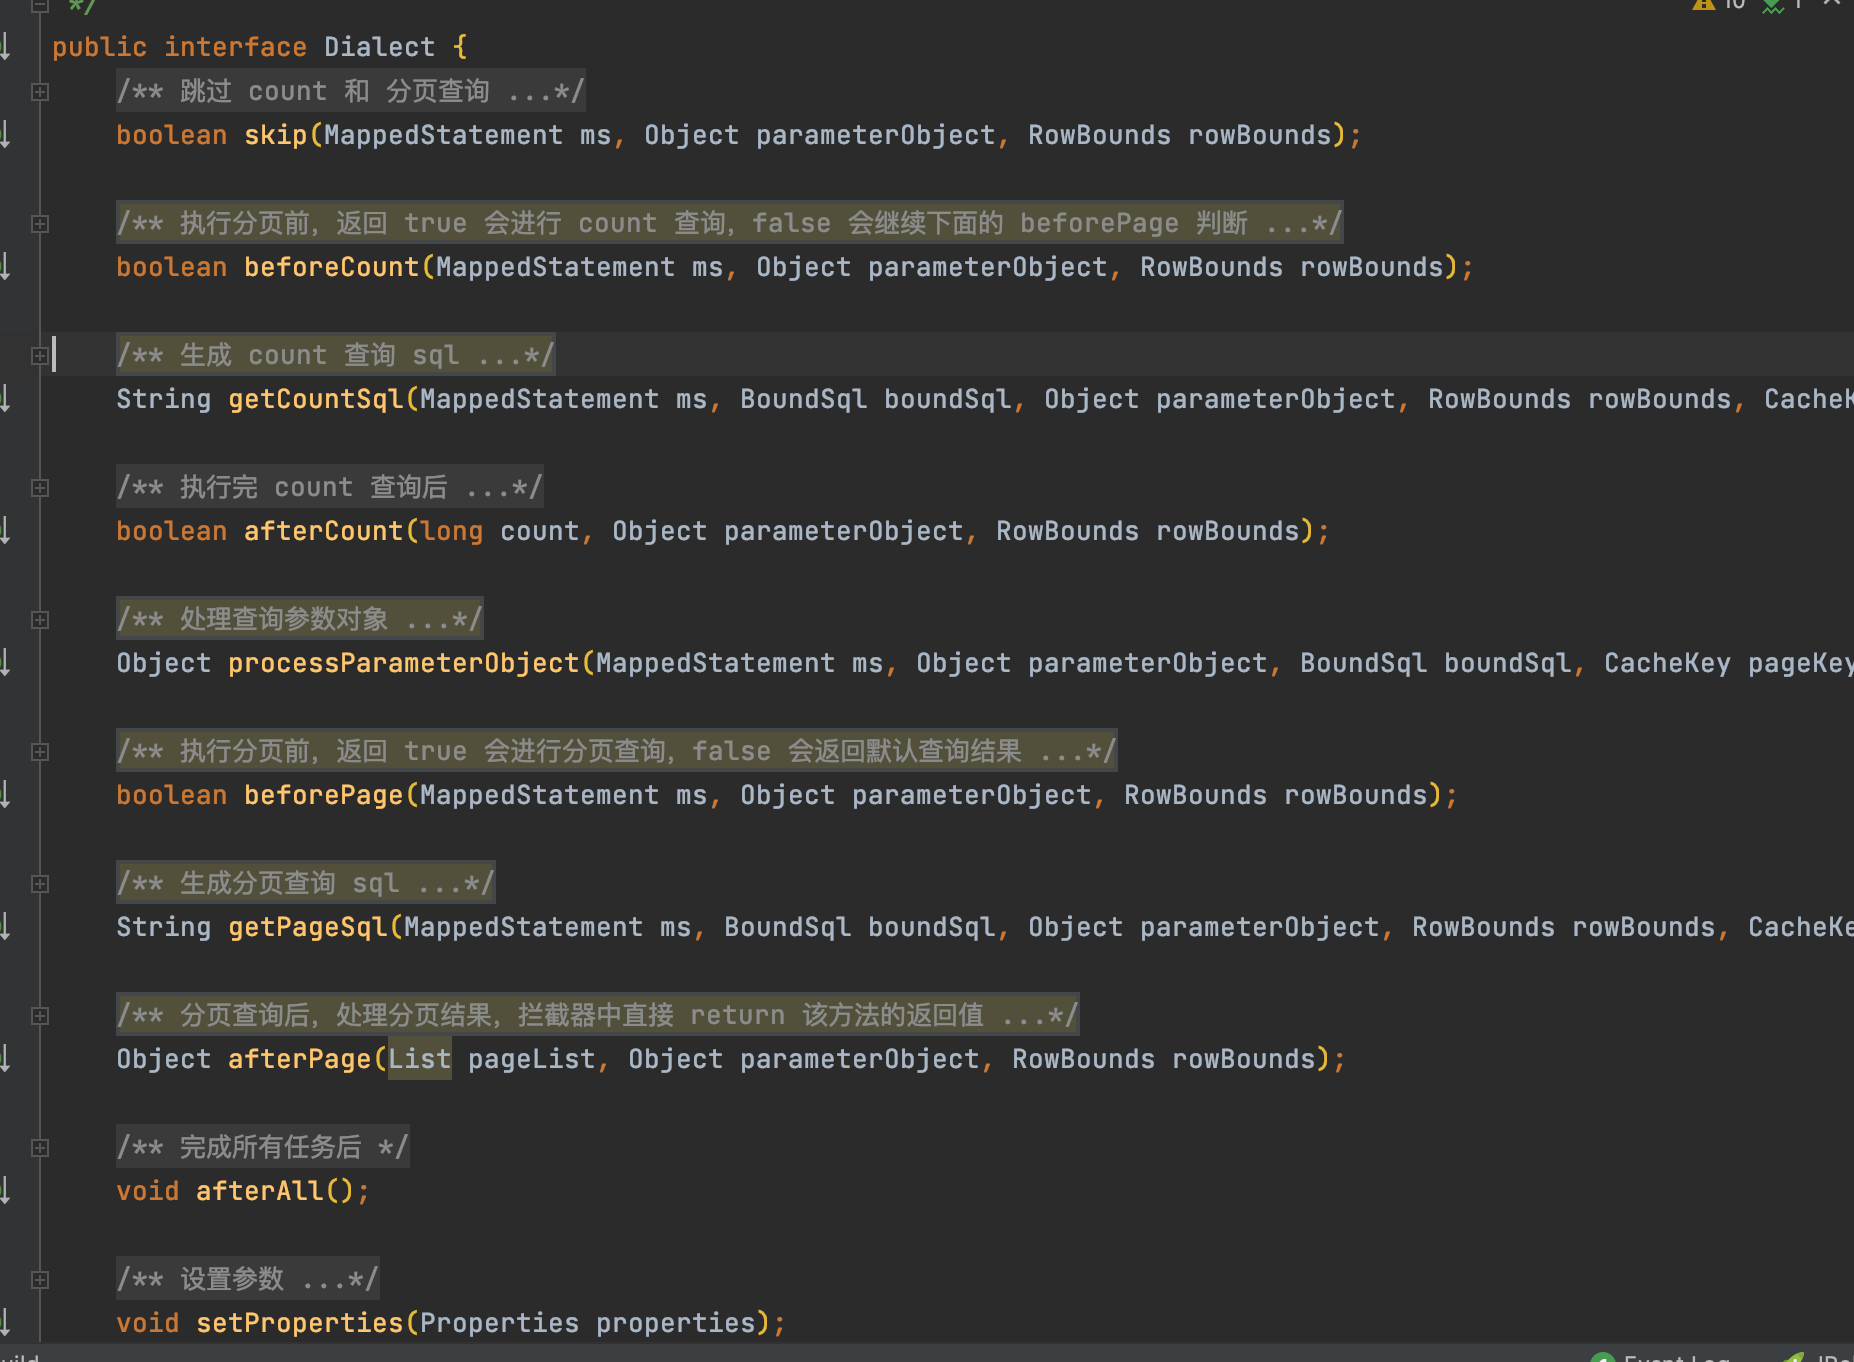 */
public interface Dialect {
/** 跳过 count 和 分页查询 ...*/
boolean skip(MappedStatement ms, Object parameterObject, RowBounds rowBounds);
/** 执行分页前，返回 true 会进行 count 查询，false 会继续下面的 beforePage 判断 ...*/
boolean beforeCount(MappedStatement ms, Object parameterObject, RowBounds rowBounds);
/** 生成 count 查询 sql ...*/
String getCountSql(MappedStatement ms, BoundSql boundSql, Object parameterObject, RowBounds rowBounds, CacheK
/** 执行完 count 查询后 ...*/
boolean afterCount(long count, Object parameterObject, RowBounds rowBounds);
/** 处理查询参数对象 ...*/
Object processParameterObject(MappedStatement ms, Object parameterObject, BoundSql boundSql, CacheKey pageKey
/** 执行分页前，返回 true 会进行分页查询，false 会返回默认查询结果 ...*/
boolean beforePage(MappedStatement ms, Object parameterObject, RowBounds rowBounds);
/** 生成分页查询 sql ...*/
String getPageSql(MappedStatement ms, BoundSql boundSql, Object parameterObject, RowBounds rowBounds, CacheKe
/** 分页查询后，处理分页结果，拦截器中直接 return 该方法的返回值 ...*/
Object afterPage(List pageList, Object parameterObject, RowBounds rowBounds);
/** 完成所有任务后 */
void afterAll();
/** 设置参数 ...*/
void setProperties(Properties properties);